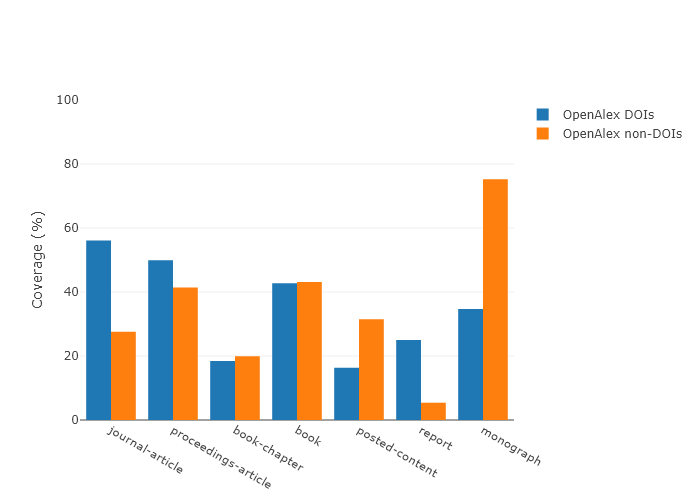 100
80
60
40
20
0
Coverage (%)
journal-article
proceedings-article
book-chapter
book
posted-content
report
monograph
OpenAlex DOIs
OpenAlex non-DOIs